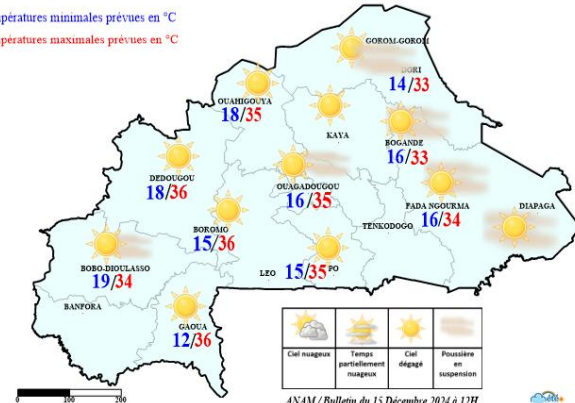 pératures minimales prévues en °C
pératures maximales prévues en °C
GOROM-GOROM
DORI
14/33
OUAHIGOUYA
18/35
KAYA
BOGANDE
16/33
DEDOUGOU
18/36
OUAGADOUGOU
16/35
FADA NGOURMA
16/34
DIAPAGA
BOROMO
15/36
TENKODOGO
BOBO-DIOULASSO
19/34
LEO
15/35
PO
BANFORA
GAOUA
12/36
Ciel nuageux
Temps partiellement nuageux
Ciel dégagé
Poussière en suspension
100
200
ANAM / Bulletin du 15 Décembre 2024 à 12H